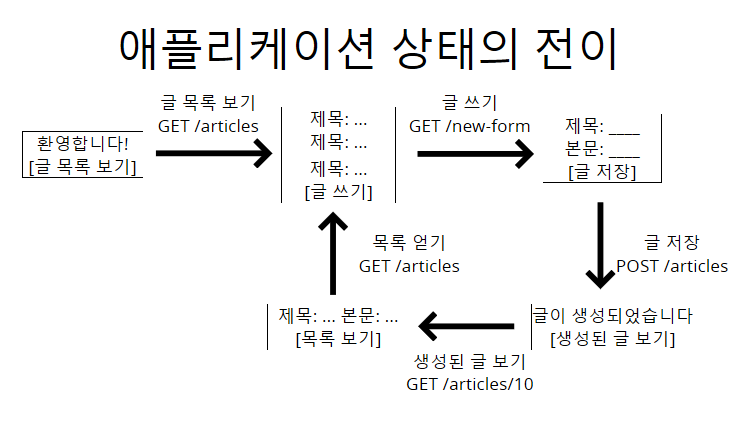 애플리케이션 상태의 전이
글 목록 보기
GET /articles
환영합니다!
[글 목록 보기]
제목: ...
제목: ...
제목: ...
[글 쓰기]
글 쓰기
GET /new-form
제목: ____
본문: ____
[글 저장]
글 저장
POST /articles
글이 생성되었습니다
[생성된 글 보기]
생성된 글 보기
GET /articles/10
제목: ... 본문: ...
[목록 보기]
목록 얻기
GET /articles